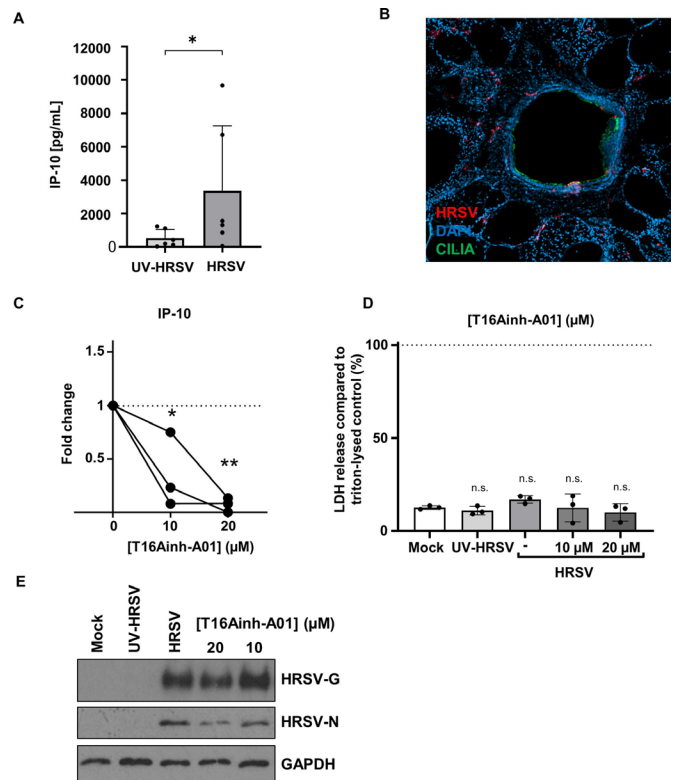 A
*
12000
10000
8000
6000
4000
2000
0
IP-10 [pg/mL]
UV-HRSV HRSV
B
HRSV
DAPI
CILIA
C
IP-10
1.5
1
0.5
Fold change
*
**
0 10 20
[T16Ainh-A01] (µM)
D
[T16Ainh-A01] (µM)
100
50
0
LDH release compared to
triton-lysed control (%)
n.s. n.s. n.s. n.s.
Mock UV-HRSV - 10 µM 20 µM
HRSV
E
Mock UV-HRSV HRSV
[T16Ainh-A01] (µM)
20 10
HRSV-G
HRSV-N
GAPDH